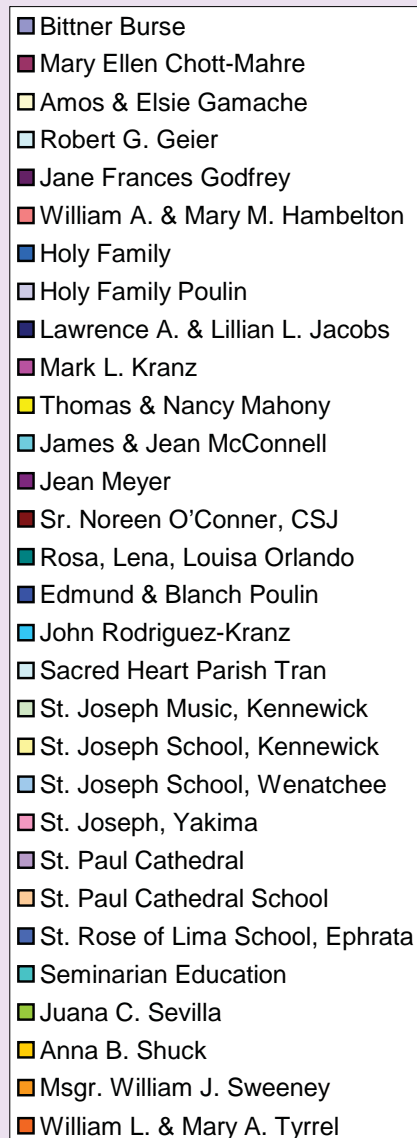 Bittner Burse
Mary Ellen Chott-Mahre
Amos & Elsie Gamache
Robert G. Geier
Jane Frances Godfrey
William A. & Mary M. Hambelton
Holy Family
Holy Family Poulin
Lawrence A. & Lillian L. Jacobs
Mark L. Kranz
Thomas & Nancy Mahony
James & Jean McConnell
Jean Meyer
Sr. Noreen O’Conner, CSJ
Rosa, Lena, Louisa Orlando
Edmund & Blanch Poulin
John Rodriguez-Kranz
Sacred Heart Parish Tran
St. Joseph Music, Kennewick
St. Joseph School, Kennewick
St. Joseph School, Wenatchee
St. Joseph, Yakima
St. Paul Cathedral
St. Paul Cathedral School
St. Rose of Lima School, Ephrata
Seminarian Education
Juana C. Sevilla
Anna B. Shuck
Msgr. William J. Sweeney
William L. & Mary A. Tyrrel